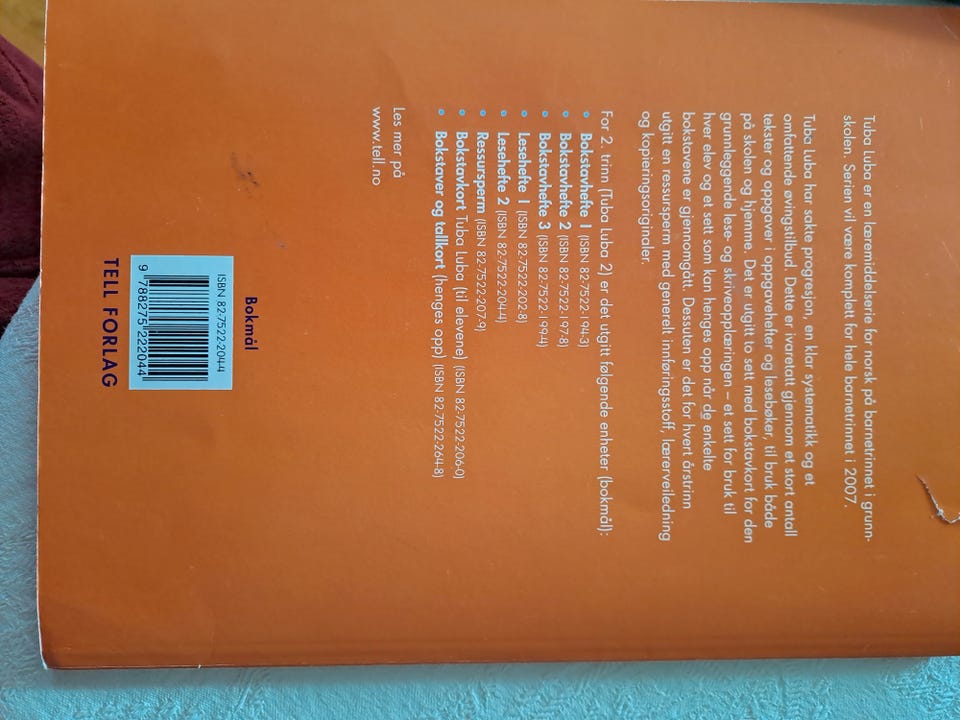 Tuba Luba er en læremiddelserie for norsk på barnetrinnet i grunn-
skolen. Serien vil være komplett for hele barnetrinnet i 2007.
Tuba Luba har sakte progresjon, en klar systematikk og et
omfattende øvingstilbud. Dette er ivaretatt gjennom et stort antall
tekster og oppgaver i oppgavehefter og lesebøker, til bruk både
på skolen og hjemme. Det er utgitt to sett med bokstavkort for den
grunnleggende lese- og skriveopplæringen – et sett for bruk til
hver elev og et sett som kan henges opp når de enkelte
bokstavene er gjennomgått. Dessuten er det for hvert årstrinn
utgitt en ressursperm med generelt innføringsstoff, lærerveiledning
og kopieringsoriginaler.
For 2. trinn (Tuba Luba 2) er det utgitt følgende enheter (bokmål):
• Bokstavhefte 1 (ISBN 82-7522-194-3)
• Bokstavhefte 2 (ISBN 82-7522-197-8)
• Bokstavhefte 3 (ISBN 82-7522-199-4)
• Lesehefte 1 (ISBN 82-7522-202-8)
• Lesehefte 2 (ISBN 82-7522-204-4)
• Ressursperm (ISBN 82-7522-207-9)
• Bokstavkort Tuba Luba (til elevene) (ISBN 82-7522-206-0)
• Bokstaver og tallkort (henges opp) (ISBN 82-7522-264-8)
Les mer på
www.tell.no
Bokmål
ISBN 82-7522-204-4
9 788275 222044
TELL FORLAG